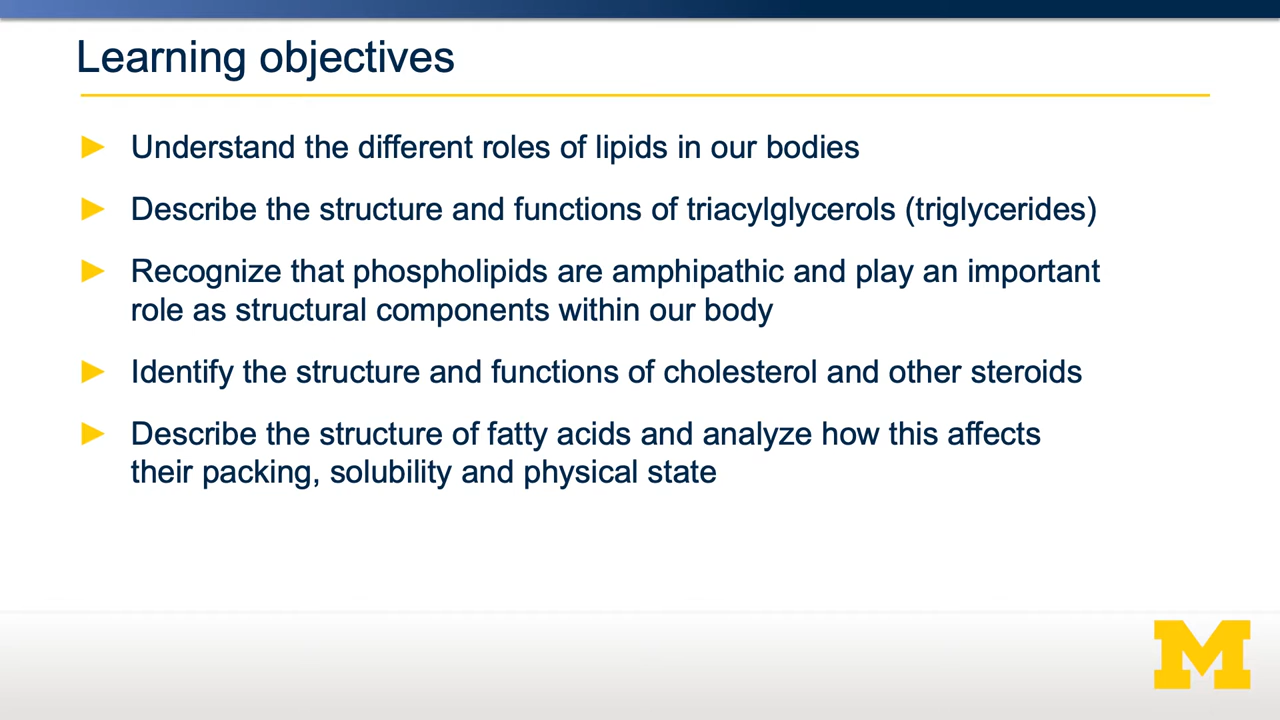 Learning objectives
Understand the different roles of lipids in our bodies
Describe the structure and functions of triacylglycerols (triglycerides)
Recognize that phospholipids are amphipathic and play an important
role as structural components within our body
Identify the structure and functions of cholesterol and other steroids
Describe the structure of fatty acids and analyze how this affects
their packing, solubility and physical state
M